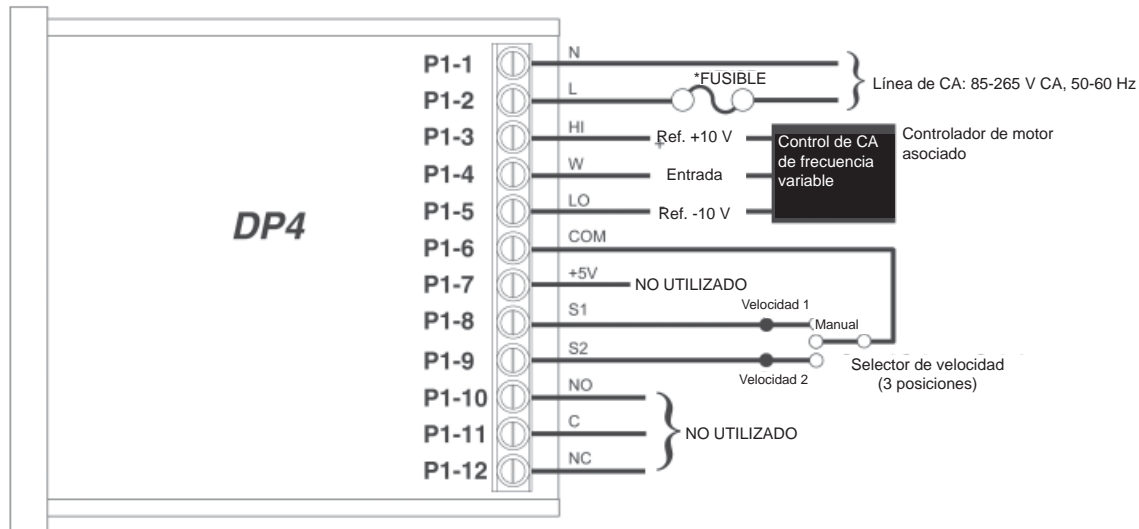 P1-1 N
*FUSIBLE
P1-2 L
Línea de CA: 85-265 V CA, 50-60 Hz
P1-3 HI Ref. +10 V
+
P1-4 W Entrada
P1-5 LO Ref. -10 V
Control de CA
de frecuencia
variable
Controlador de motor
asociado
DP4
P1-6 COM
P1-7 +5V NO UTILIZADO
Velocidad 1
P1-8 S1 Manual
P1-9 S2
Velocidad 2
Selector de velocidad
(3 posiciones)
P1-10 NO
P1-11 C NO UTILIZADO
P1-12 NC